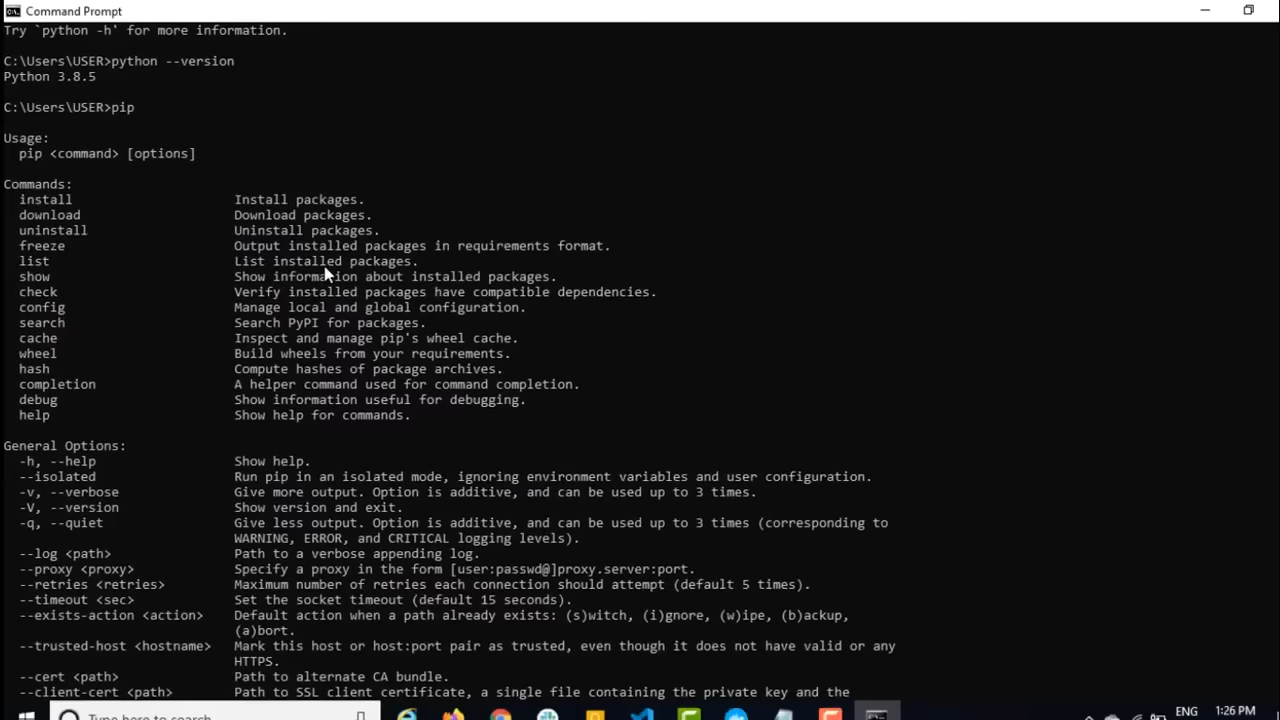 Command Prompt
Try `python -h' for more information.
C:\Users\USER>python --version
Python 3.8.5
C:\Users\USER>pip
Usage:
pip <command> [options]
Commands:
install Install packages.
download Download packages.
uninstall Uninstall packages.
freeze Output installed packages in requirements format.
list List installed packages.
show Show information about installed packages.
check Verify installed packages have compatible dependencies.
config Manage local and global configuration.
search Search PyPI for packages.
cache Inspect and manage pip's wheel cache.
wheel Build wheels from your requirements.
hash Compute hashes of package archives.
completion A helper command used for command completion.
debug Show information useful for debugging.
help Show help for commands.
General Options:
-h, --help Show help.
--isolated Run pip in an isolated mode, ignoring environment variables and user configuration.
-v, --verbose Give more output. Option is additive, and can be used up to 3 times.
-V, --version Show version and exit.
-q, --quiet Give less output. Option is additive, and can be used up to 3 times (corresponding to
WARNING, ERROR, and CRITICAL logging levels).
--log <path> Path to a verbose appending log.
--proxy <proxy> Specify a proxy in the form [user:passwd@]proxy.server:port.
--retries <retries> Maximum number of retries each connection should attempt (default 5 times).
--timeout <sec> Set the socket timeout (default 15 seconds).
--exists-action <action> Default action when a path already exists: (s)witch, (i)gnore, (w)ipe, (b)ackup,
(a)bort.
--trusted-host <hostname> Mark this host or host:port pair as trusted, even though it does not have valid or any
HTTPS.
--cert <path> Path to alternate CA bundle.
--client-cert <path> Path to SSL client certificate, a single file containing the private key and the
Type here to search
ENG 1:26 PM